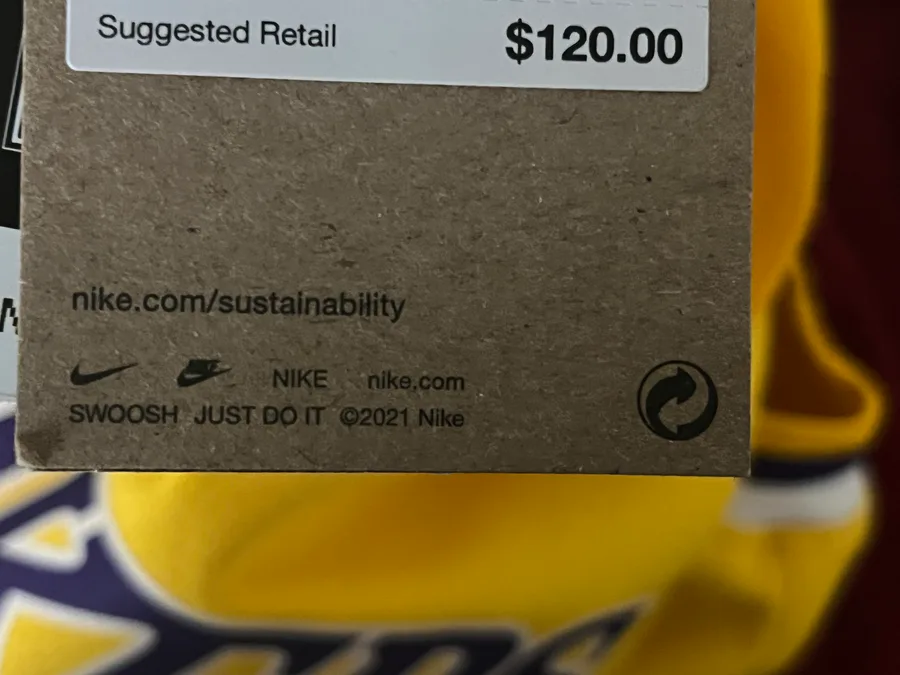 Suggested Retail $120.00
nike.com/sustainability
NIKE nike.com
SWOOSH JUST DO IT ©2021 Nike